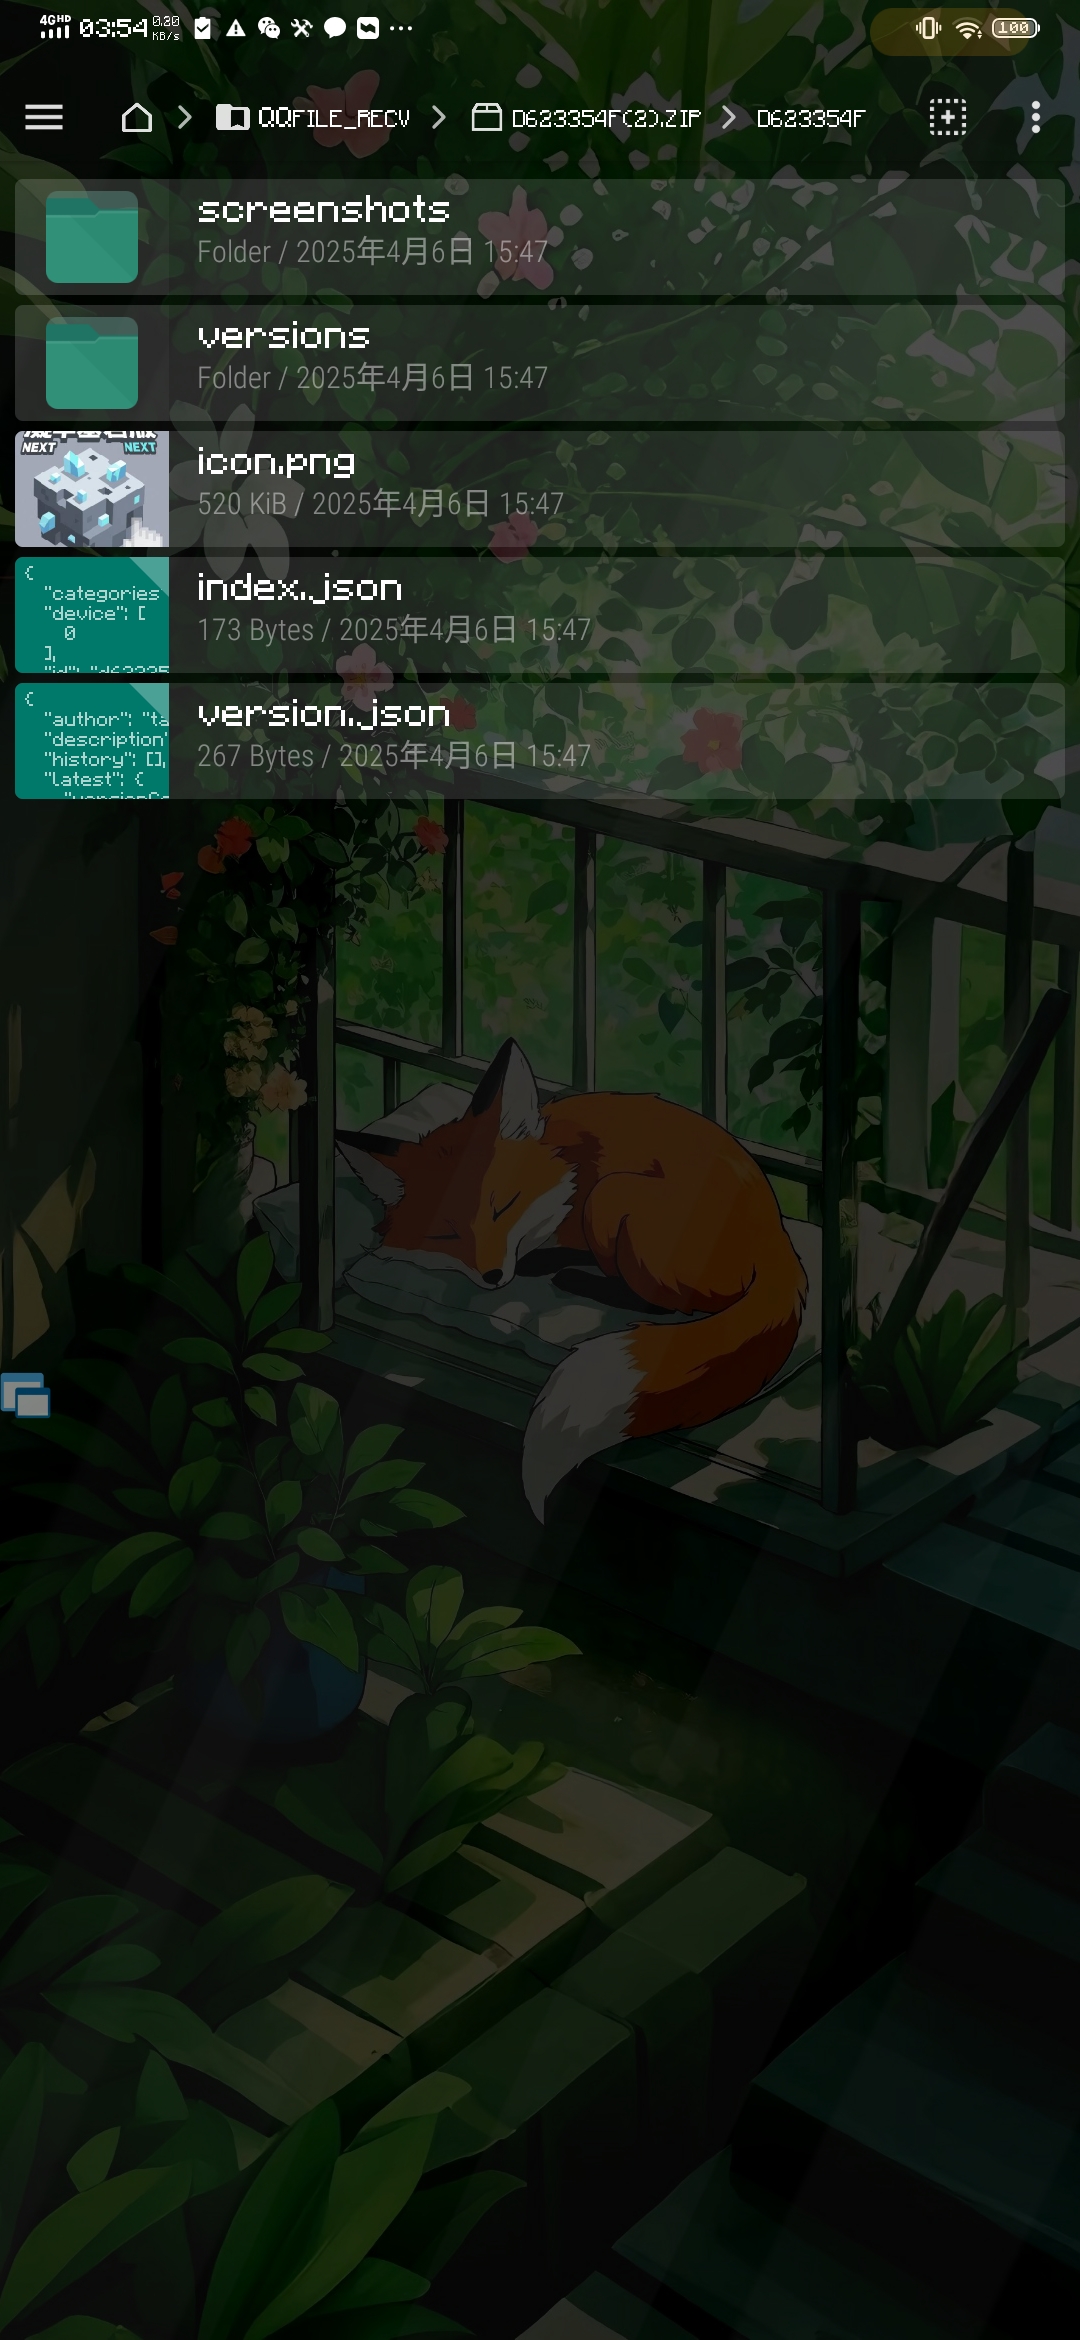 4GHD 03:54 0.20 KB/s 100
QQFILE_RECV D623354F(2).ZIP D623354F
screenshots
Folder / 2025年4月6日 15:47
versions
Folder / 2025年4月6日 15:47
NEXT NEXT
icon.png
520 KiB / 2025年4月6日 15:47
{
"categories
"device": [
0
],
index.json
173 Bytes / 2025年4月6日 15:47
{
"author": "ta
"description"
"history": [],
"latest": {
version.json
267 Bytes / 2025年4月6日 15:47